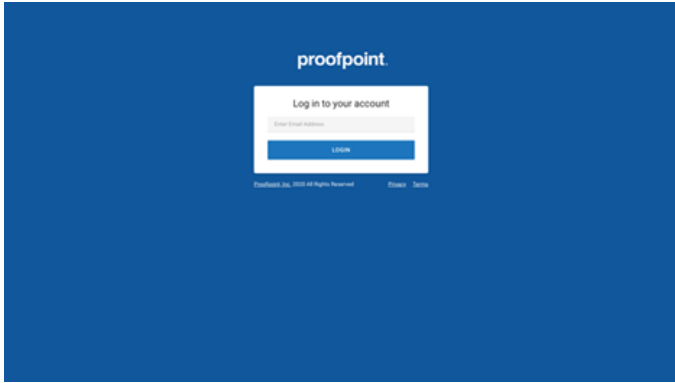 proofpoint.
Log in to your account
Enter Email Address
LOGIN
Proofpoint, Inc. 2020 All Rights Reserved Privacy Terms